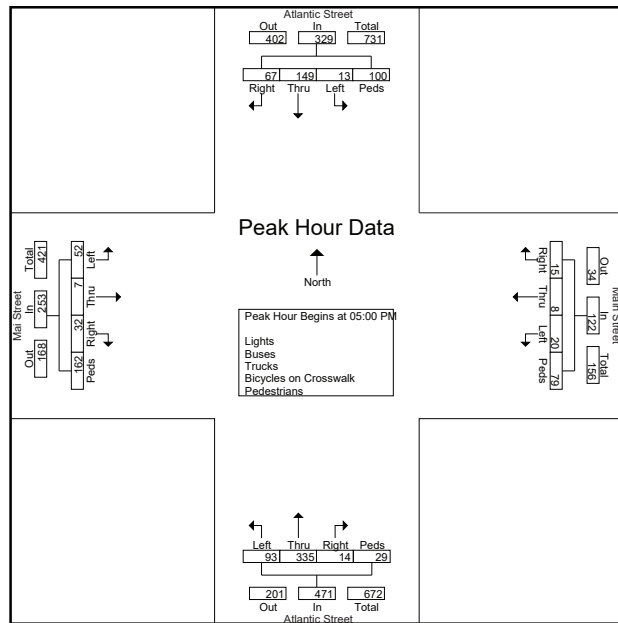 Atlantic Street
Out In Total
402 329 731
67 149 13 100
Right Thru Left Peds
Peak Hour Data
North
Peak Hour Begins at 05:00 PM
Lights
Buses
Trucks
Bicycles on Crosswalk
Pedestrians
Mai Street
Out In Total
168 253 421
162 32 7 52
Peds Right Thru Left
Main Street
Out In Total
34 122 156
15 8 20 79
Right Thru Left Peds
Left Thru Right Peds
93 335 14 29
201 471 672
Out In Total
Atlantic Street